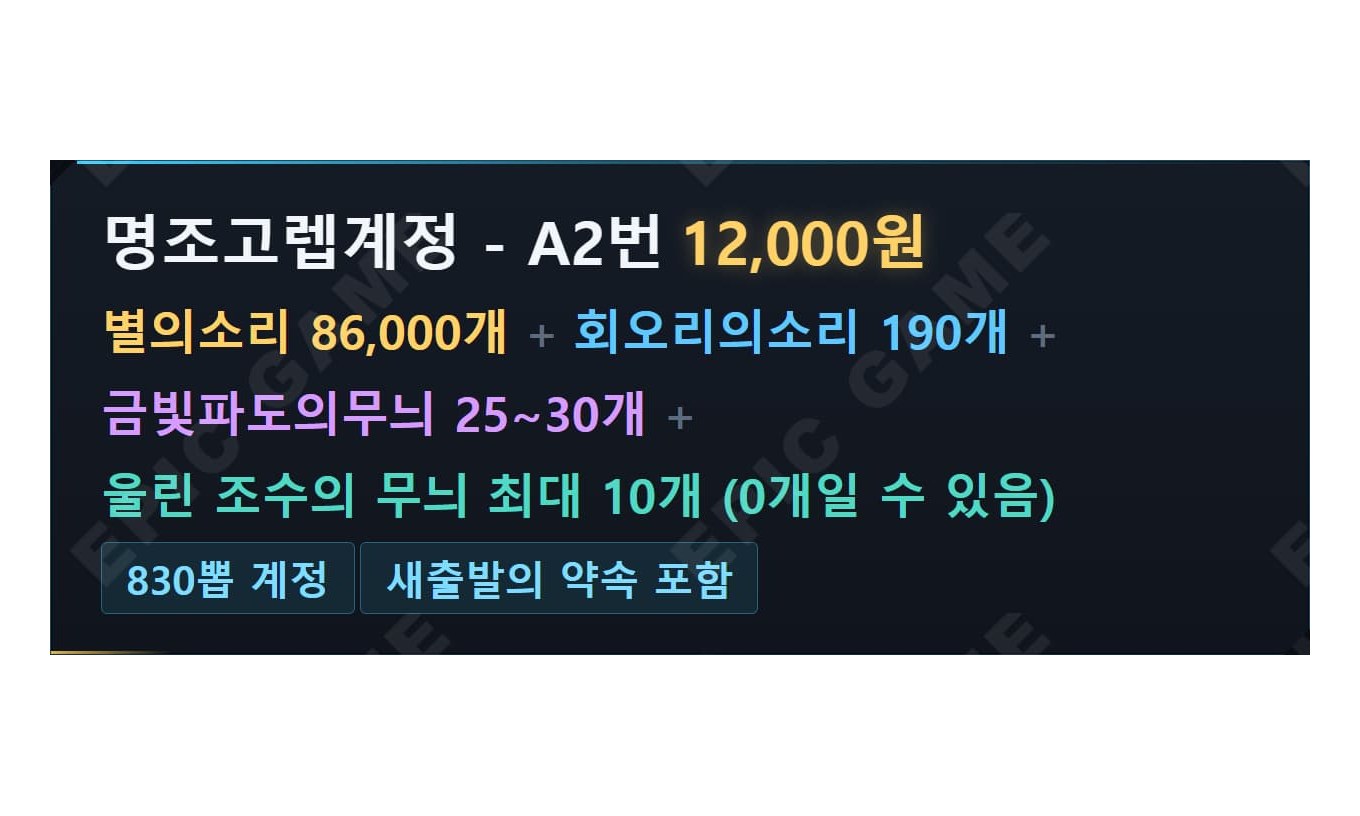 명조고렙계정 - A2번 12,000원
별의소리 86,000개 + 회오리의소리 190개 +
금빛파도의무늬 25~30개 +
울린 조수의 무늬 최대 10개 (0개일 수 있음)
830뽑 계정 새출발의 약속 포함
EPIC GAME
EPIC GAME